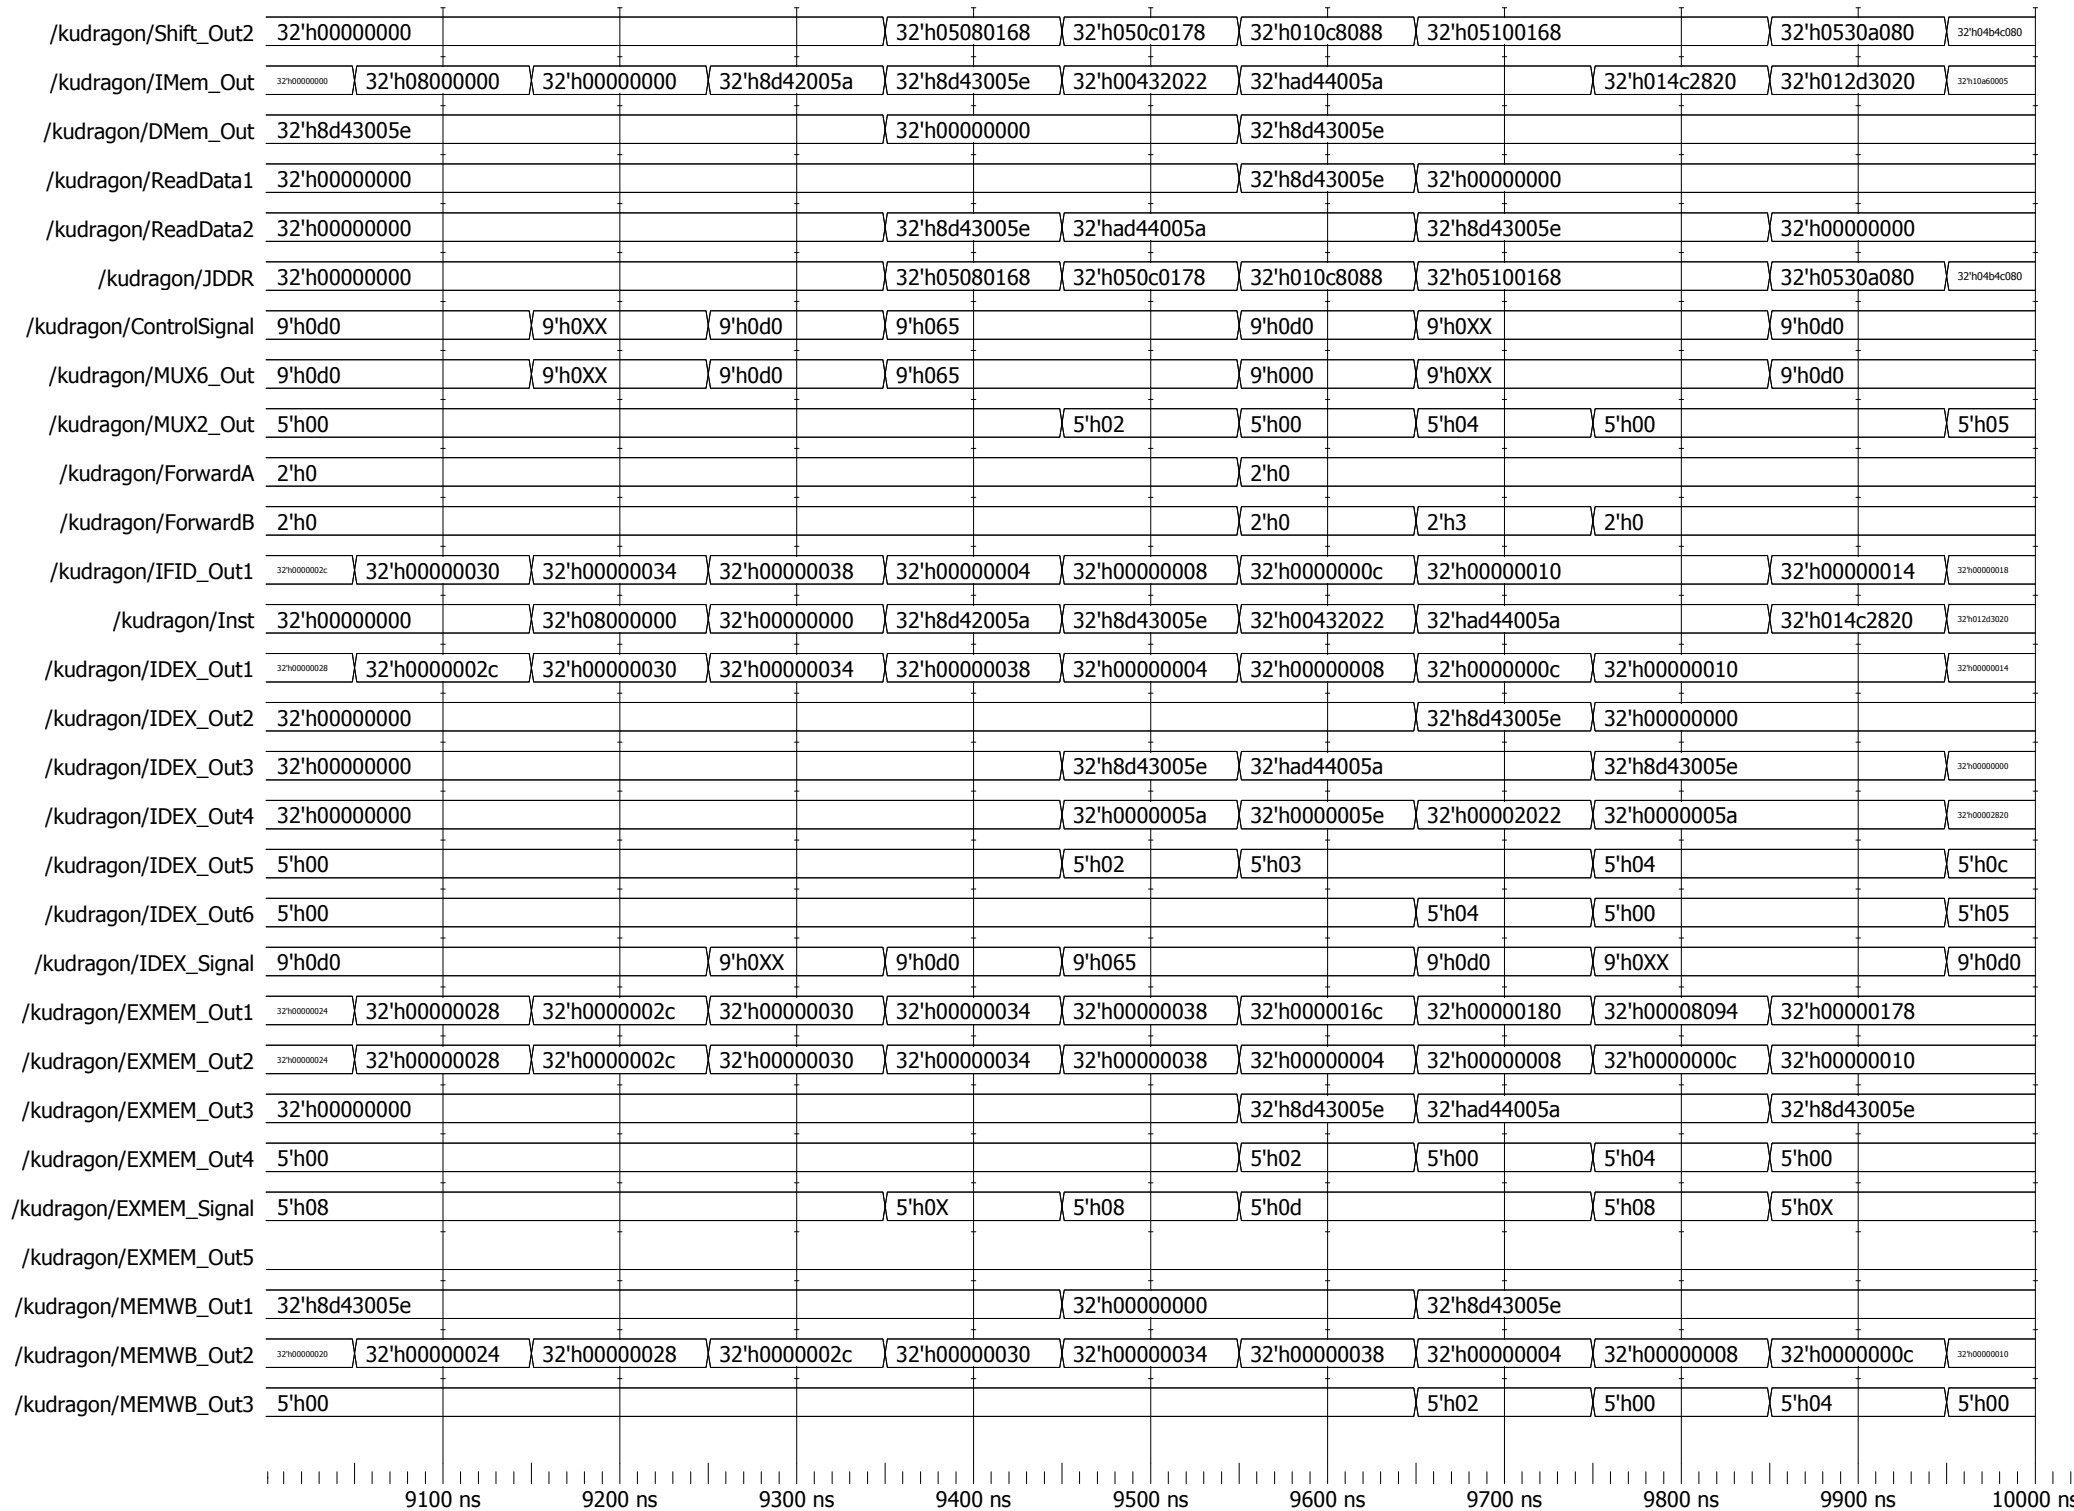 /kudragon/Shift_Out2 32'h00000000 32'h05080168 32'h050c0178 32'h010c8088 32'h05100168 32'h0530a080 32'h04b4c080
/kudragon/IMem_Out 32'h00000000 32'h08000000 32'h00000000 32'h8d42005a 32'h8d43005e 32'h00432022 32'had44005a 32'h014c2820 32'h012d3020 32'h10a60005
/kudragon/DMem_Out 32'h8d43005e 32'h00000000 32'h8d43005e
/kudragon/ReadData1 32'h00000000 32'h8d43005e 32'h00000000
/kudragon/ReadData2 32'h00000000 32'h8d43005e 32'had44005a 32'h8d43005e 32'h00000000
/kudragon/JDDR 32'h00000000 32'h05080168 32'h050c0178 32'h010c8088 32'h05100168 32'h0530a080 32'h04b4c080
/kudragon/ControlSignal 9'h0d0 9'h0XX 9'h0d0 9'h065 9'h0d0 9'h0XX 9'h0d0
/kudragon/MUX6_Out 9'h0d0 9'h0XX 9'h0d0 9'h065 9'h000 9'h0XX 9'h0d0
/kudragon/MUX2_Out 5'h00 5'h02 5'h00 5'h04 5'h00 5'h05
/kudragon/ForwardA 2'h0 2'h0
/kudragon/ForwardB 2'h0 2'h0 2'h3 2'h0
/kudragon/IFID_Out1 32'h0000002c 32'h00000030 32'h00000034 32'h00000038 32'h00000004 32'h00000008 32'h0000000c 32'h00000010 32'h00000014 32'h00000018
/kudragon/Inst 32'h00000000 32'h08000000 32'h00000000 32'h8d42005a 32'h8d43005e 32'h00432022 32'had44005a 32'h014c2820 32'h012d3020
/kudragon/IDEX_Out1 32'h00000028 32'h0000002c 32'h00000030 32'h00000034 32'h00000038 32'h00000004 32'h00000008 32'h0000000c 32'h00000010 32'h00000014
/kudragon/IDEX_Out2 32'h00000000 32'h8d43005e 32'h00000000
/kudragon/IDEX_Out3 32'h00000000 32'h8d43005e 32'had44005a 32'h8d43005e 32'h00000000
/kudragon/IDEX_Out4 32'h00000000 32'h0000005a 32'h0000005e 32'h00002022 32'h0000005a 32'h00002820
/kudragon/IDEX_Out5 5'h00 5'h02 5'h03 5'h04 5'h0c
/kudragon/IDEX_Out6 5'h00 5'h04 5'h00 5'h05
/kudragon/IDEX_Signal 9'h0d0 9'h0XX 9'h0d0 9'h065 9'h0d0 9'h0XX 9'h0d0
/kudragon/EXMEM_Out1 32'h00000024 32'h00000028 32'h0000002c 32'h00000030 32'h00000034 32'h00000038 32'h0000016c 32'h00000180 32'h00008094 32'h00000178
/kudragon/EXMEM_Out2 32'h00000024 32'h00000028 32'h0000002c 32'h00000030 32'h00000034 32'h00000038 32'h00000004 32'h00000008 32'h0000000c 32'h00000010
/kudragon/EXMEM_Out3 32'h00000000 32'h8d43005e 32'had44005a 32'h8d43005e
/kudragon/EXMEM_Out4 5'h00 5'h02 5'h00 5'h04 5'h00
/kudragon/EXMEM_Signal 5'h08 5'h0X 5'h08 5'h0d 5'h08 5'h0X
/kudragon/EXMEM_Out5
/kudragon/MEMWB_Out1 32'h8d43005e 32'h00000000 32'h8d43005e
/kudragon/MEMWB_Out2 32'h00000020 32'h00000024 32'h00000028 32'h0000002c 32'h00000030 32'h00000034 32'h00000038 32'h00000004 32'h00000008 32'h0000000c 32'h00000010
/kudragon/MEMWB_Out3 5'h00 5'h02 5'h00 5'h04 5'h00
9100 ns 9200 ns 9300 ns 9400 ns 9500 ns 9600 ns 9700 ns 9800 ns 9900 ns 10000 ns